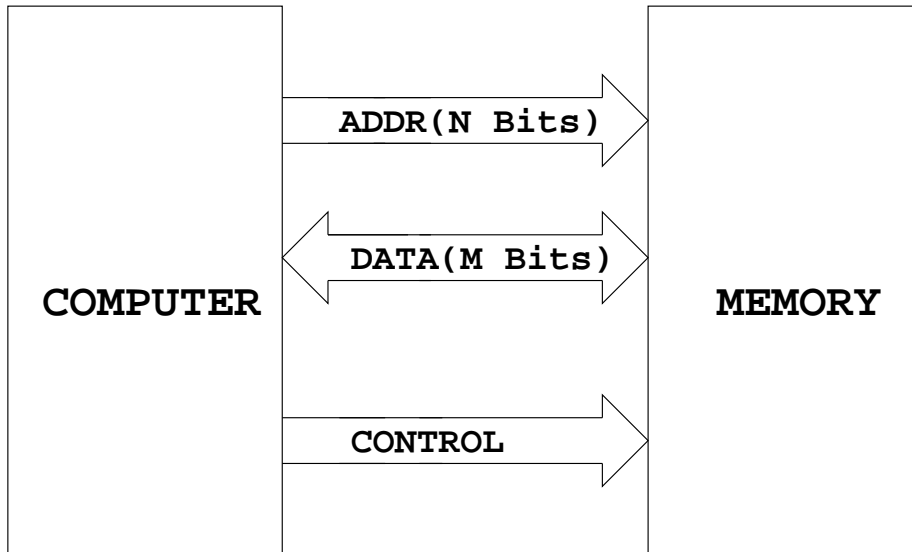 ADDR(N Bits)
DATA(M Bits)
COMPUTER
MEMORY
CONTROL